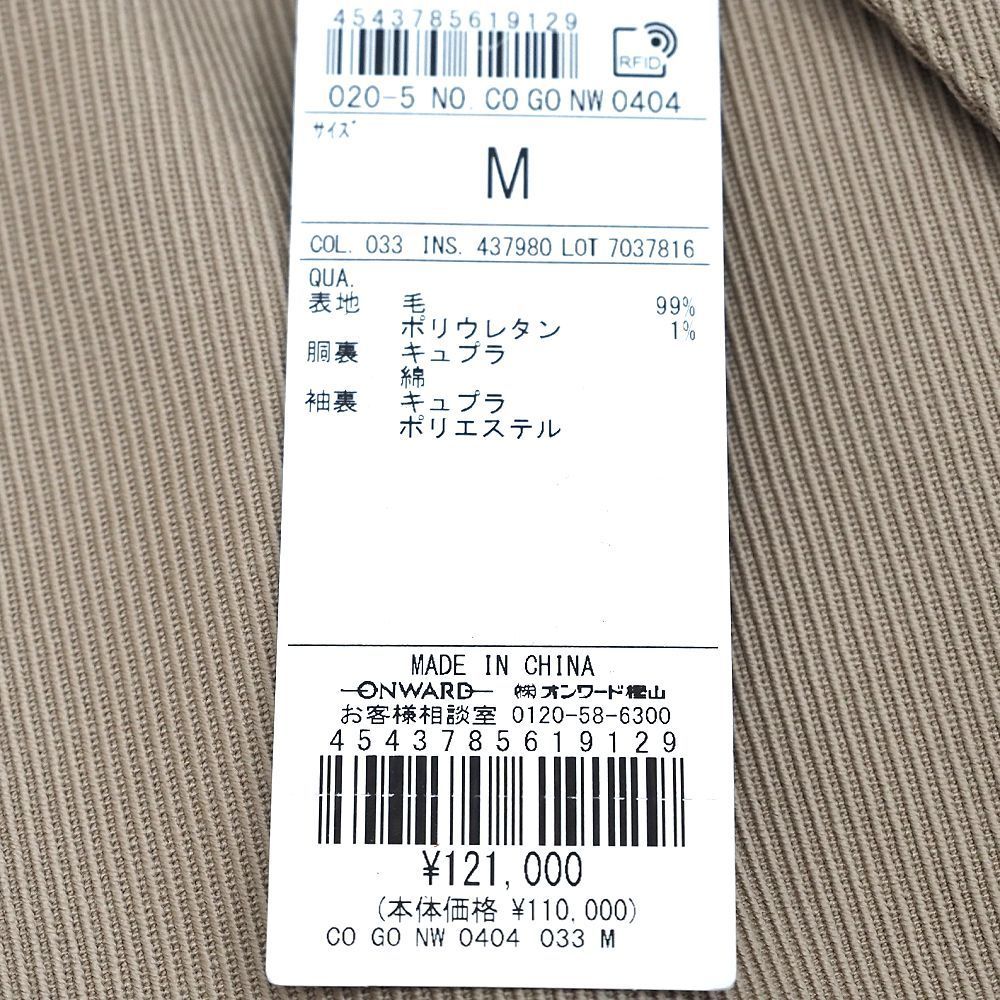 4543785619129
RFID
020-5 NO. CO GO NW 0404
サイズ
M
COL. 033 INS. 437980 LOT 7037816
QUA.
表地 毛 99%
ポリウレタン 1%
胴裏 キュプラ
綿
袖裏 キュプラ
ポリエステル
MADE IN CHINA
ONWARD ㈱オンワード樫山
お客様相談室 0120-58-6300
4543785619129
¥121,000
(本体価格 ¥110,000)
CO GO NW 0404 033 M